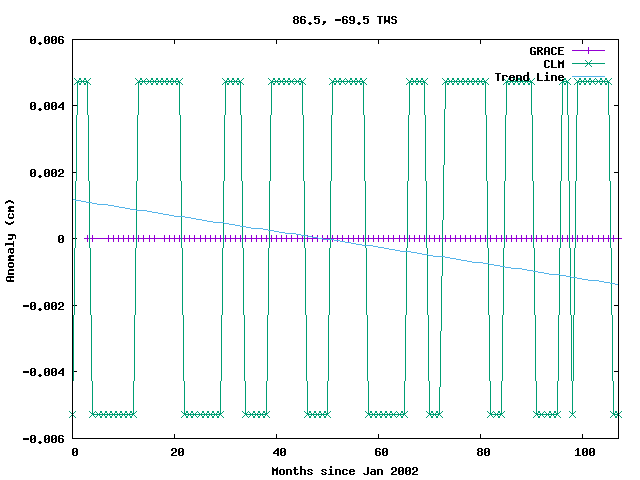 86.5, -69.5 TWS
GRACE
CLM
Trend Line
0.006
0.004
0.002
0
-0.002
-0.004
-0.006
Anomaly (cm)
0 20 40 60 80 100
Months since Jan 2002